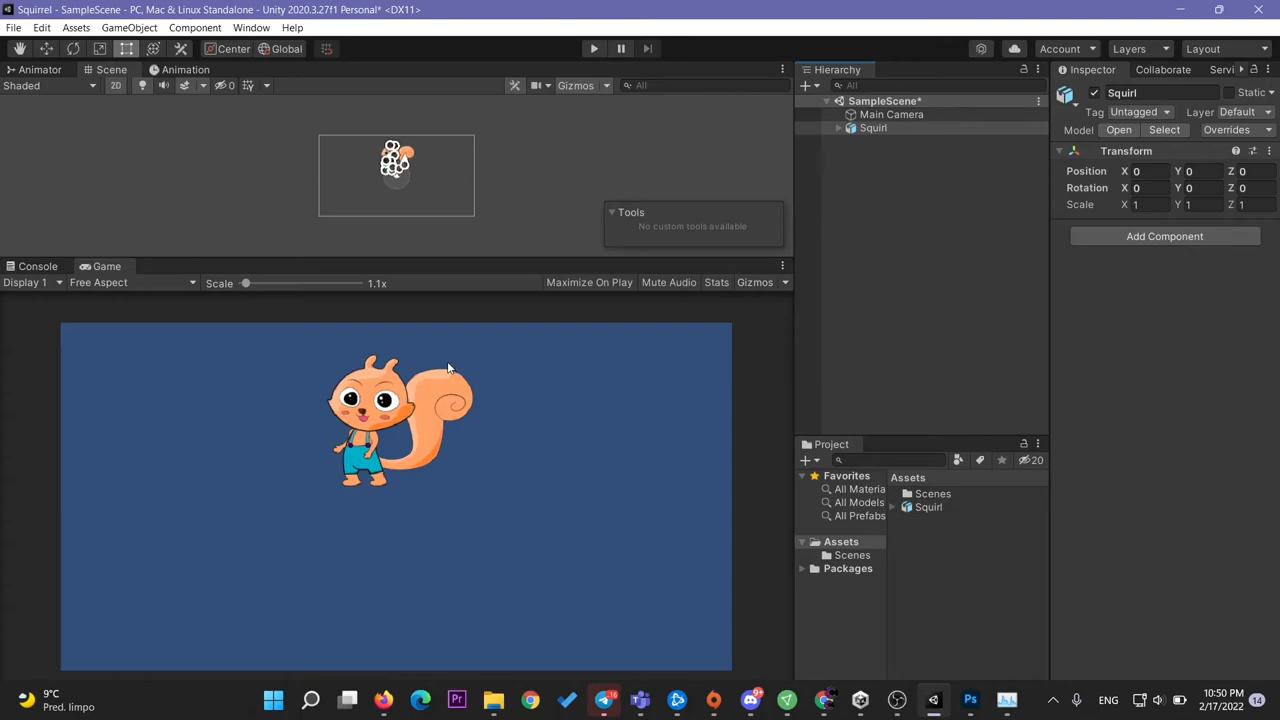 Squirrel - SampleScene - PC, Mac & Linux Standalone - Unity 2020.3.27f1 Personal* <DX11>
File Edit Assets GameObject Component Window Help
Center Global Account Layers Layout
Animator Scene Animation
Shaded 2D 0 Gizmos All
Tools
No custom tools available
Console Game
Display 1 Free Aspect Scale 1.1x Maximize On Play Mute Audio Stats Gizmos
Hierarchy
All
SampleScene*
Main Camera
Squirl
Project
20
Favorites
All Materia
All Models
All Prefabs
Assets
Scenes
Packages
Assets
Scenes
Squirl
Inspector Collaborate Servi
Squirl Static
Tag Untagged Layer Default
Model Open Select Overrides
Transform
Position X 0 Y 0 Z 0
Rotation X 0 Y 0 Z 0
Scale X 1 Y 1 Z 1
Add Component
9°C
Pred. limpo
Pr
-16
9+
Ps
ENG
10:50 PM
2/17/2022
14